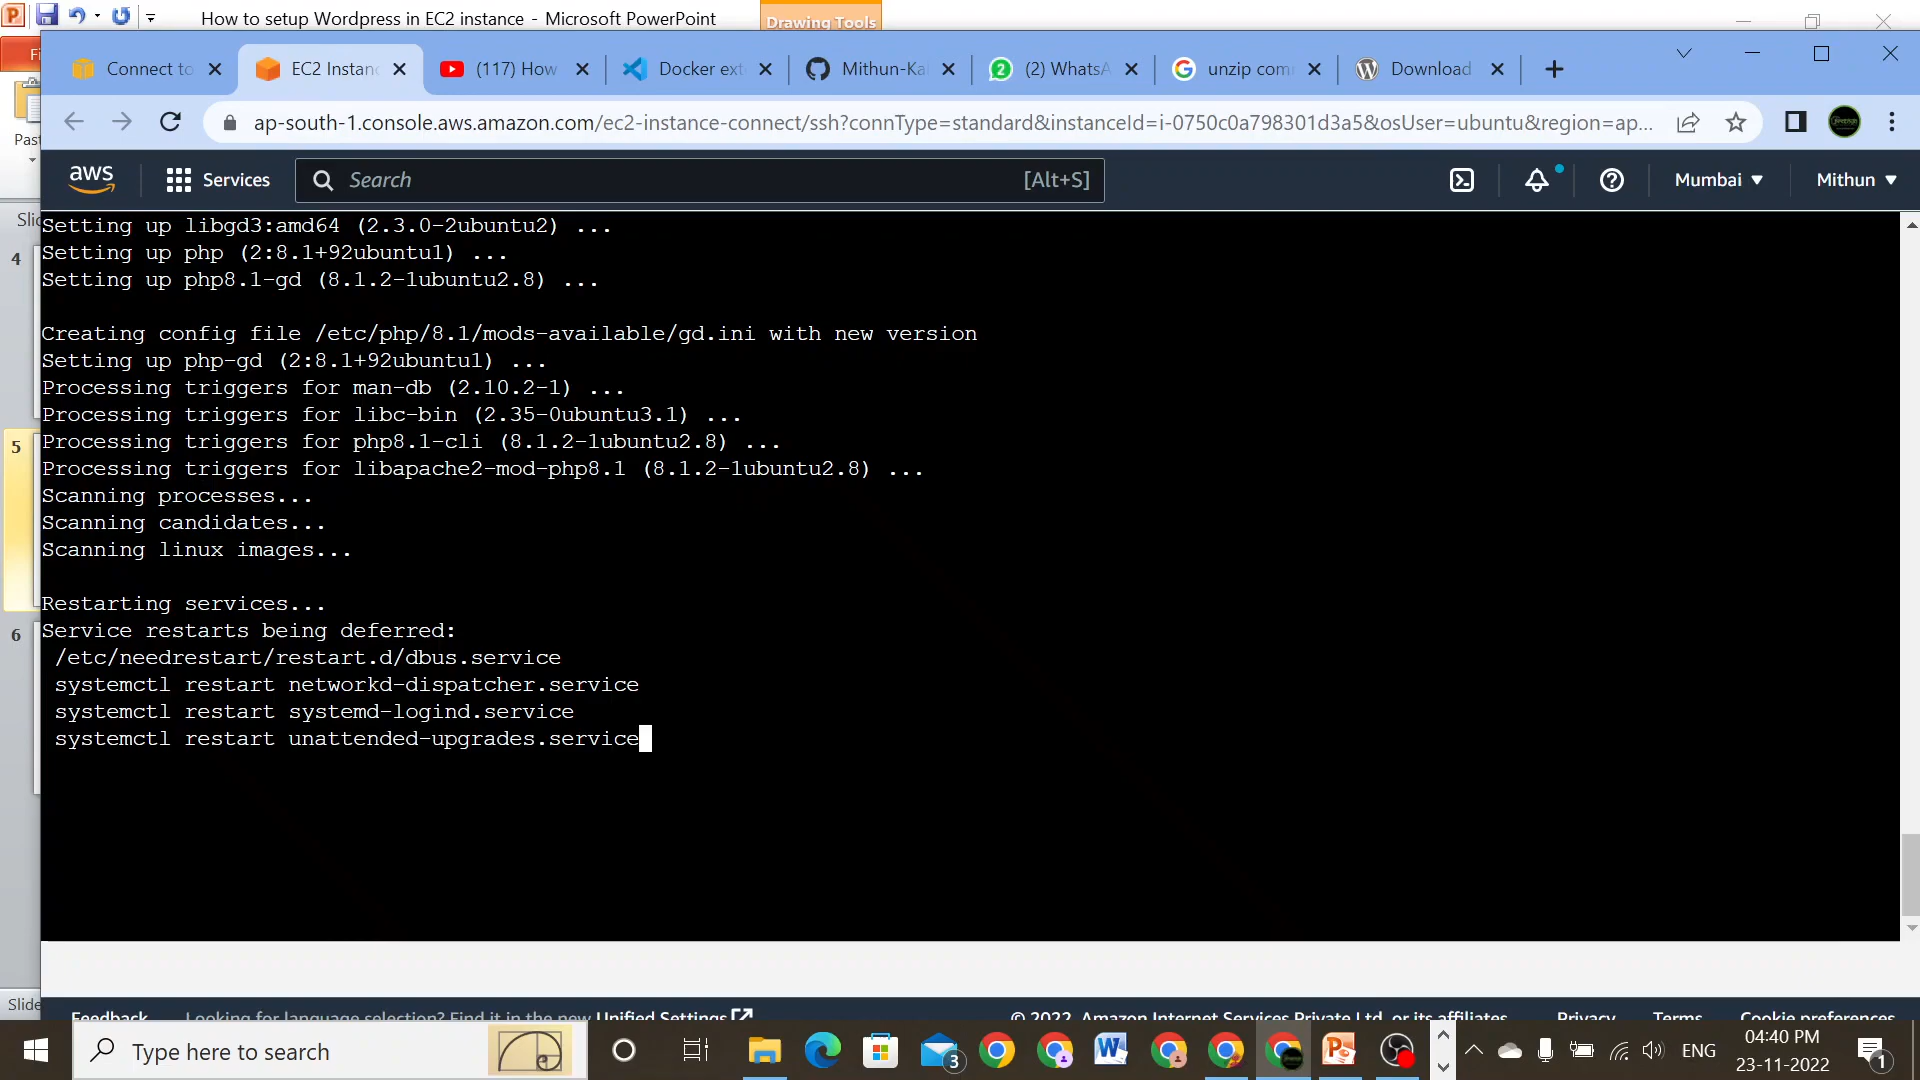 How to setup Wordpress in EC2 instance - Microsoft PowerPoint
Drawing Tools
Connect to
EC2 Instan
(117) How
Docker ext
Mithun-Ka
(2) WhatsA
unzip com
Download
ap-south-1.console.aws.amazon.com/ec2-instance-connect/ssh?connType=standard&instanceId=i-0750c0a798301d3a5&osUser=ubuntu&region=ap...
aws
Services
Search
[Alt+S]
Mumbai
Mithun
Past
Slid
4
5
6
Slide
Setting up libgd3:amd64 (2.3.0-2ubuntu2) ...
Setting up php (2:8.1+92ubuntu1) ...
Setting up php8.1-gd (8.1.2-1ubuntu2.8) ...
Creating config file /etc/php/8.1/mods-available/gd.ini with new version
Setting up php-gd (2:8.1+92ubuntu1) ...
Processing triggers for man-db (2.10.2-1) ...
Processing triggers for libc-bin (2.35-0ubuntu3.1) ...
Processing triggers for php8.1-cli (8.1.2-1ubuntu2.8) ...
Processing triggers for libapache2-mod-php8.1 (8.1.2-1ubuntu2.8) ...
Scanning processes...
Scanning candidates...
Scanning linux images...
Restarting services...
Service restarts being deferred:
/etc/needrestart/restart.d/dbus.service
systemctl restart networkd-dispatcher.service
systemctl restart systemd-logind.service
systemctl restart unattended-upgrades.service
Feedback
Looking for language selection? Find it in the new Unified Settings
© 2022, Amazon Internet Services Private Ltd. or its affiliates.
Privacy
Terms
Cookie preferences
Type here to search
3
ENG
04:40 PM
23-11-2022
1